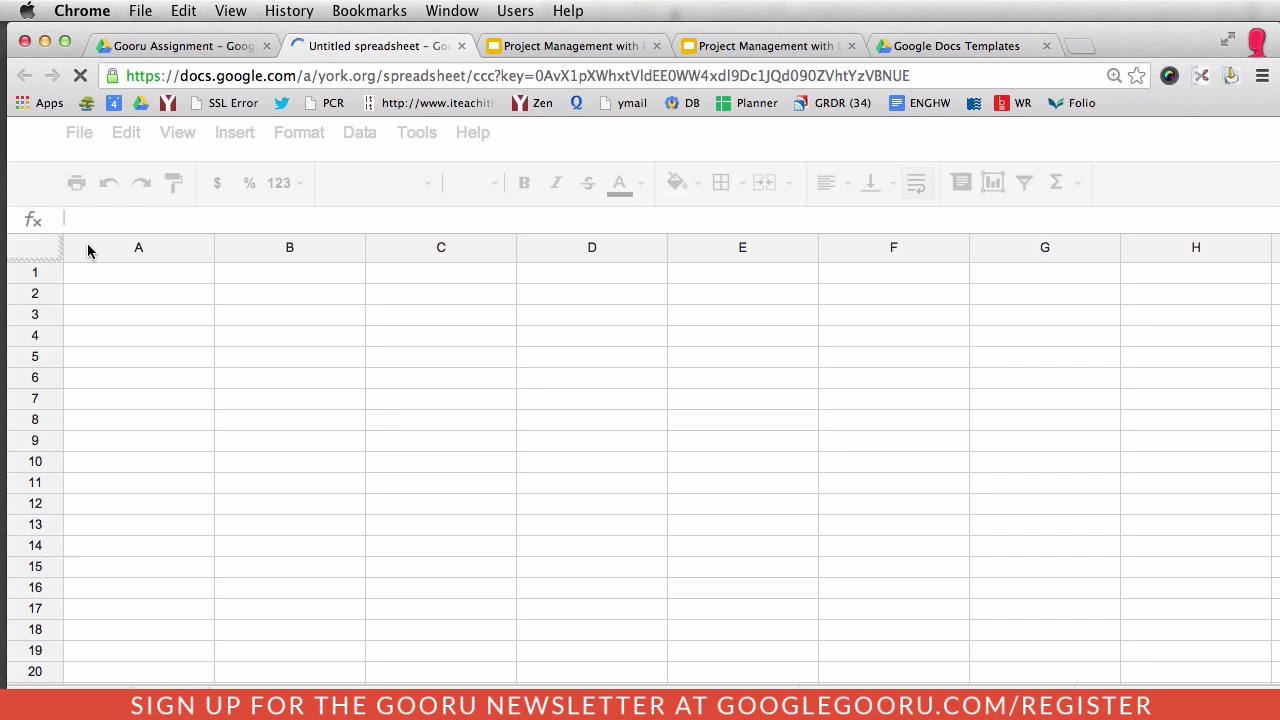 Chrome File Edit View History Bookmarks Window Users Help
Gooru Assignment – Goog Untitled spreadsheet – Go Project Management with D Project Management with D Google Docs Templates
https://docs.google.com/a/york.org/spreadsheet/ccc?key=0AvX1pXWhxtVldEE0WW4xdl9Dc1JQd090ZVhtYzVBNUE
Apps 4 SSL Error PCR http://www.iteachith Zen Q ymail DB Planner GRDR (34) ENGHW WR Folio
File Edit View Insert Format Data Tools Help
$ % 123 B I S A Σ
fx
A B C D E F G H
1
2
3
4
5
6
7
8
9
10
11
12
13
14
15
16
17
18
19
20
SIGN UP FOR THE GOORU NEWSLETTER AT GOOGLEGOORU.COM/REGISTER